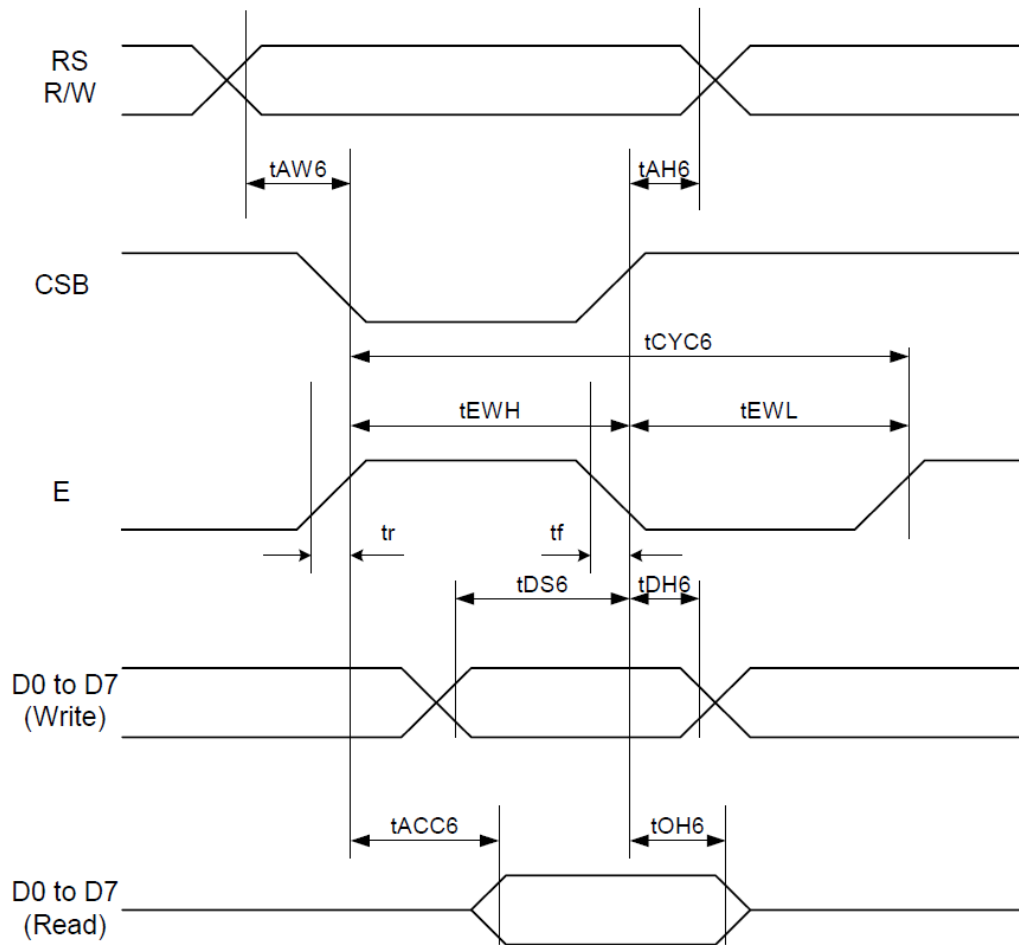 RS
R/W
tAW6
tAH6
CSB
tCYC6
tEWH
tEWL
E
tr
tf
tDS6
tDH6
D0 to D7
(Write)
tACC6
tOH6
D0 to D7
(Read)